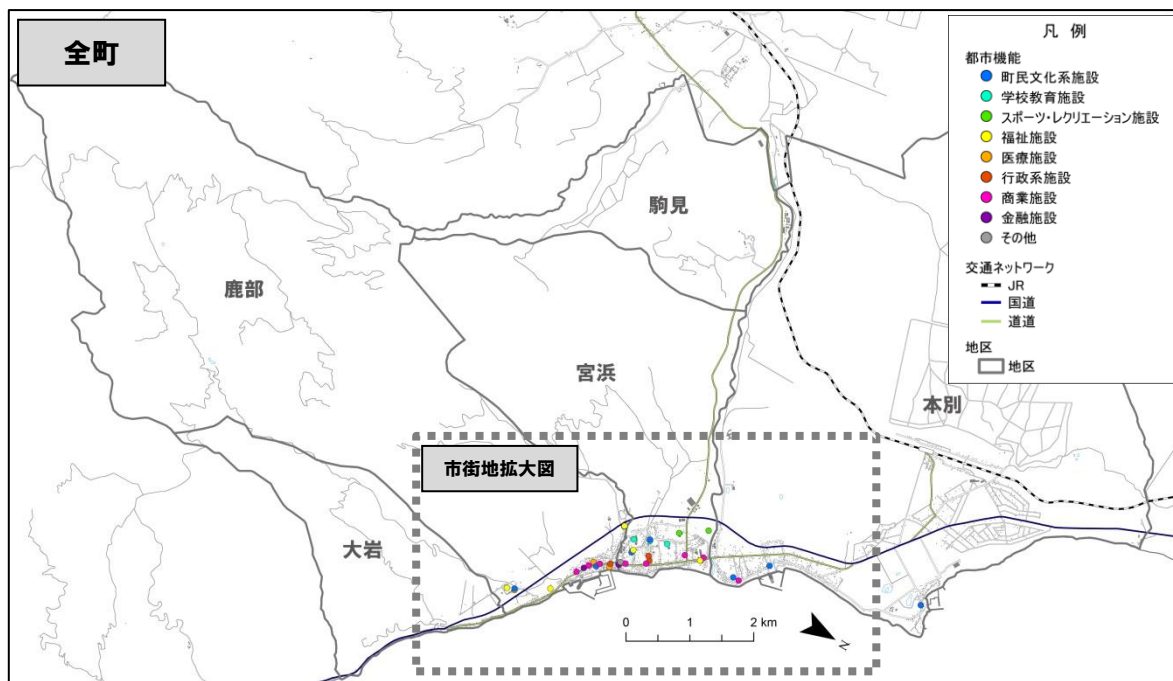 全町
凡 例
都市機能
町民文化系施設
学校教育施設
スポーツ・レクリエーション施設
福祉施設
医療施設
行政系施設
商業施設
金融施設
その他
交通ネットワーク
JR
国道
道道
地区
地区
駒見
鹿部
宮浜
本別
市街地拡大図
大岩
0 1 2 km
N